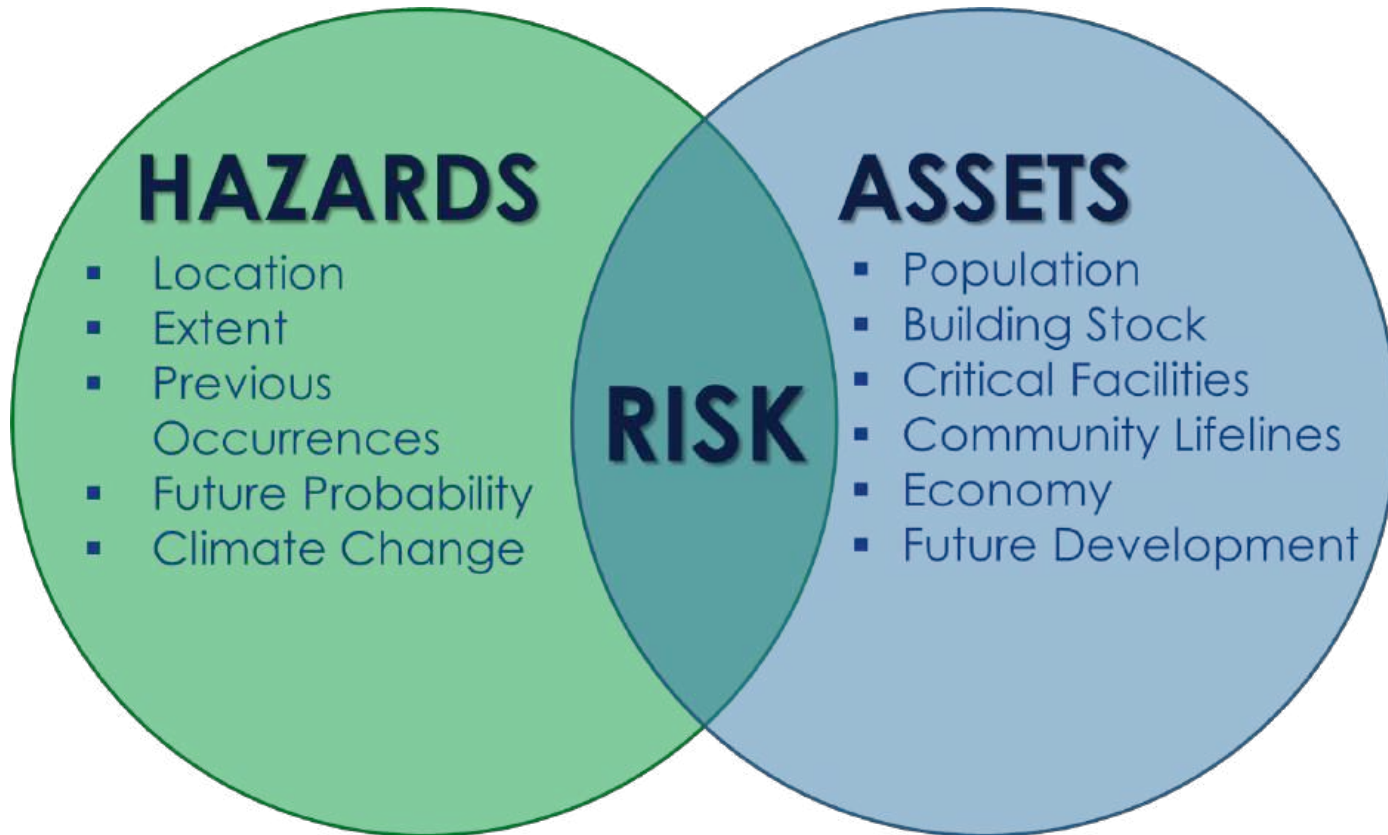 HAZARDS
▪ Location
▪ Extent
▪ Previous
Occurrences
▪ Future Probability
▪ Climate Change
RISK
ASSETS
▪ Population
▪ Building Stock
▪ Critical Facilities
▪ Community Lifelines
▪ Economy
▪ Future Development